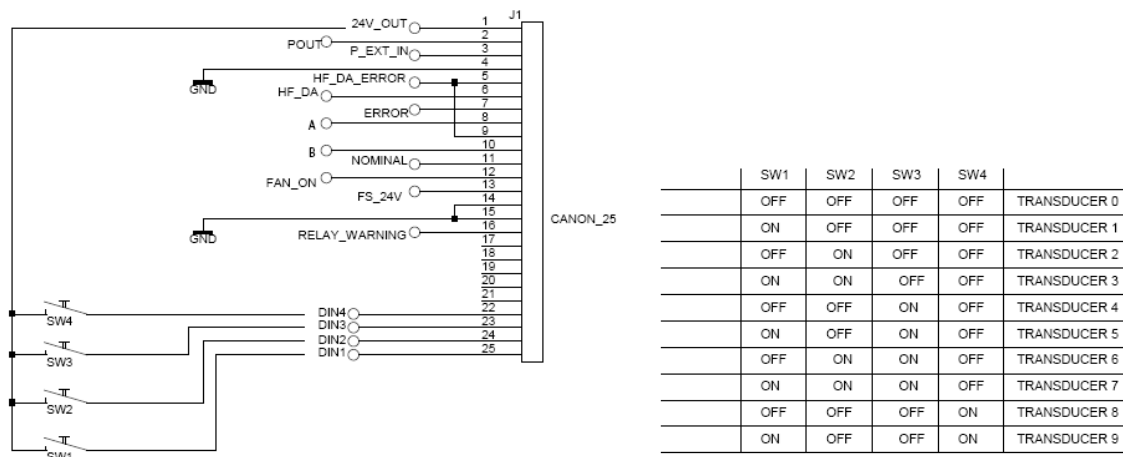 J1
24V_OUT 1
POUT 2
P_EXT_IN 3
4
GND
HF_DA_ERROR 5
HF_DA 6
ERROR 7
A 8
9
B 10
NOMINAL 11
FAN_ON 12
FS_24V 13
14
15
GND
RELAY_WARNING 16
17
18
19
20
21
CANON_25
SW4 DIN4 22
SW3 DIN3 23
SW2 DIN2 24
SW1 DIN1 25
SW1 SW2 SW3 SW4
OFF OFF OFF OFF TRANSDUCER 0
ON OFF OFF OFF TRANSDUCER 1
OFF ON OFF OFF TRANSDUCER 2
ON ON OFF OFF TRANSDUCER 3
OFF OFF ON OFF TRANSDUCER 4
ON OFF ON OFF TRANSDUCER 5
OFF ON ON OFF TRANSDUCER 6
ON ON ON OFF TRANSDUCER 7
OFF OFF OFF ON TRANSDUCER 8
ON OFF OFF ON TRANSDUCER 9